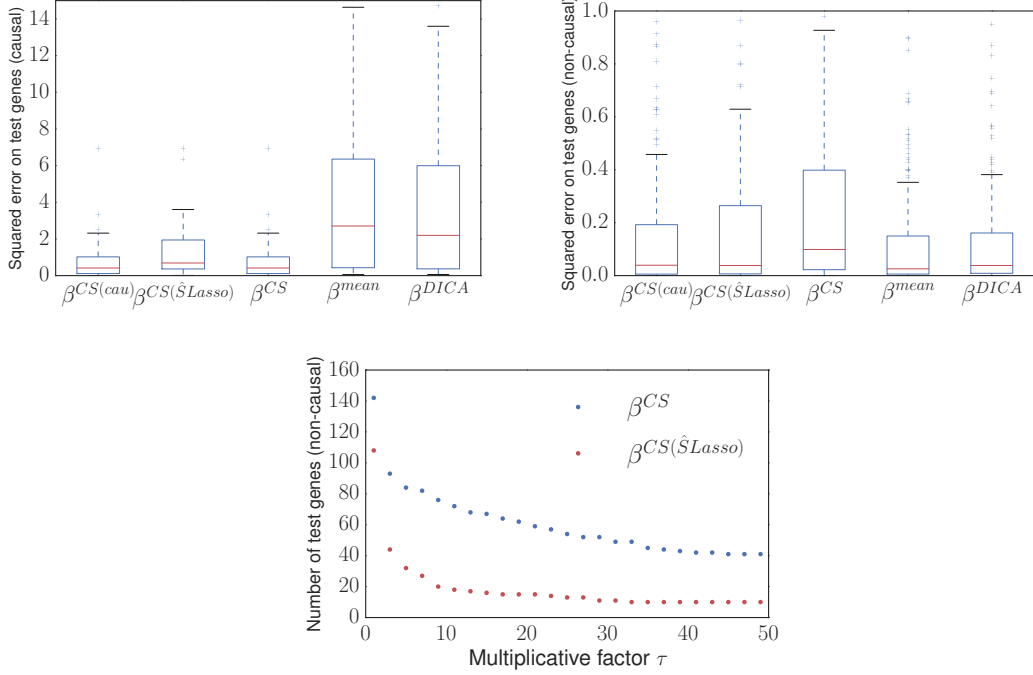 Squared error on test genes (causal)
14
12
10
8
6
4
2
0
β^{CS(cau)} β^{CS(ŜLasso)} β^{CS} β^{mean} β^{DICA}
Squared error on test genes (non-causal)
1.0
0.8
0.6
0.4
0.2
0.0
β^{CS(cau)} β^{CS(ŜLasso)} β^{CS} β^{mean} β^{DICA}
Number of test genes (non-causal)
160
140
120
100
80
60
40
20
0
β^{CS}
β^{CS(ŜLasso)}
0 10 20 30 40 50
Multiplicative factor τ